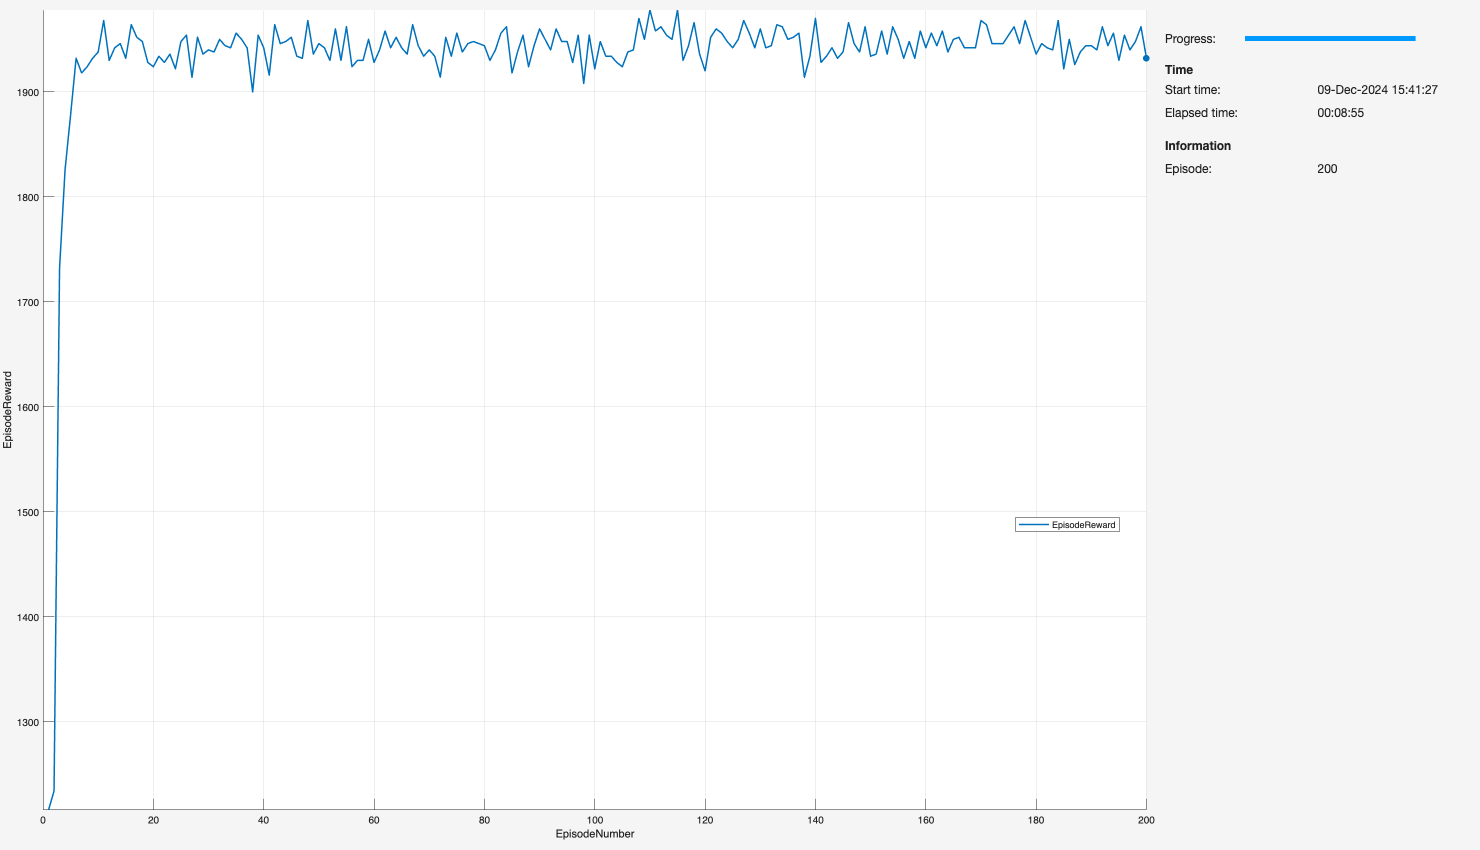 1900
1800
1700
1600
1500
1400
1300
EpisodeReward
0 20 40 60 80 100 120 140 160 180 200
EpisodeNumber
EpisodeReward
Progress:
Time
Start time: 09-Dec-2024 15:41:27
Elapsed time: 00:08:55
Information
Episode: 200